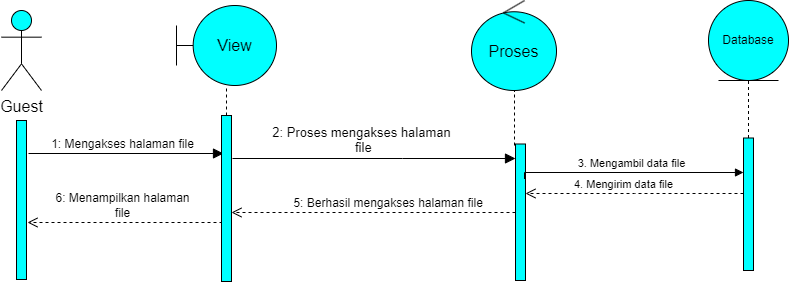 View
Proses
Database
Guest
1: Mengakses halaman file
2: Proses mengakses halaman
file
3. Mengambil data file
4. Mengirim data file
5: Berhasil mengakses halaman file
6: Menampilkan halaman
file